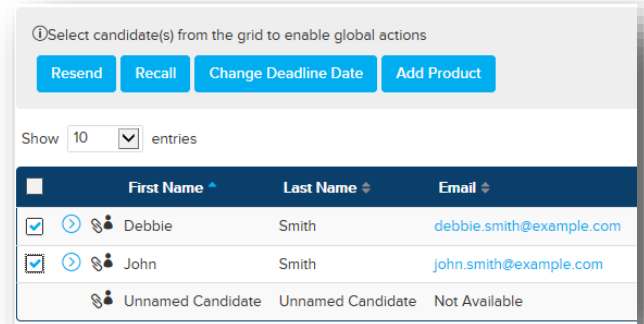 ⓘSelect candidate(s) from the grid to enable global actions
Resend Recall Change Deadline Date Add Product
Show 10 entries
First Name Last Name Email
Debbie Smith debbie.smith@example.com
John Smith john.smith@example.com
Unnamed Candidate Unnamed Candidate Not Available